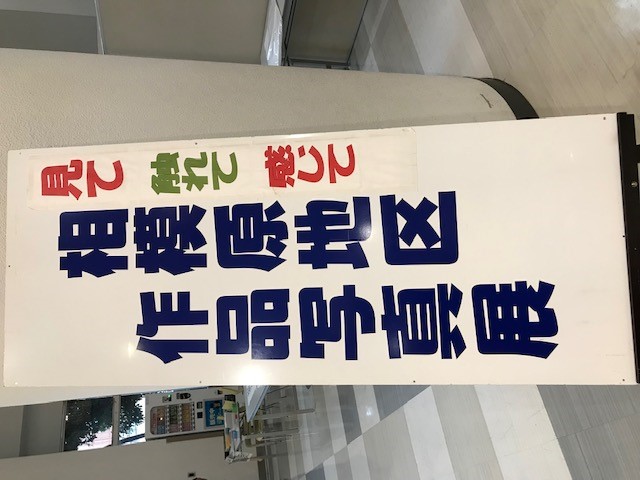 見て 触れて 感じて
相模原地区
作品写真展